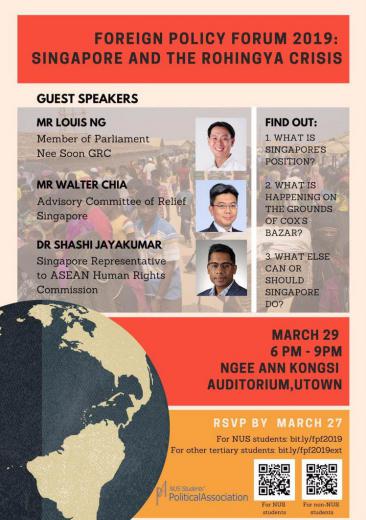 FOREIGN POLICY FORUM 2019:
SINGAPORE AND THE ROHINGYA CRISIS
GUEST SPEAKERS
MR LOUIS NG
Member of Parliament
Nee Soon GRC
MR WALTER CHIA
Advisory Committee of Relief
Singapore
DR SHASHI JAYAKUMAR
Singapore Representative
to ASEAN Human Rights
Commission
FIND OUT:
1. WHAT IS
SINGAPORE'S
POSITION?
2. WHAT IS
HAPPENING ON
THE GROUNDS
OF COX'S
BAZAR?
3. WHAT ELSE
CAN OR
SHOULD
SINGAPORE
DO?
MARCH 29
6 PM - 9PM
NGEE ANN KONGSI
AUDITORIUM,UTOWN
RSVP BY MARCH 27
For NUS students: bit.ly/fpf2019
For other tertiary students: bit.ly/fpf2019ext
NUS Students'
PoliticalAssociation
For NUS
students
For non-NUS
students